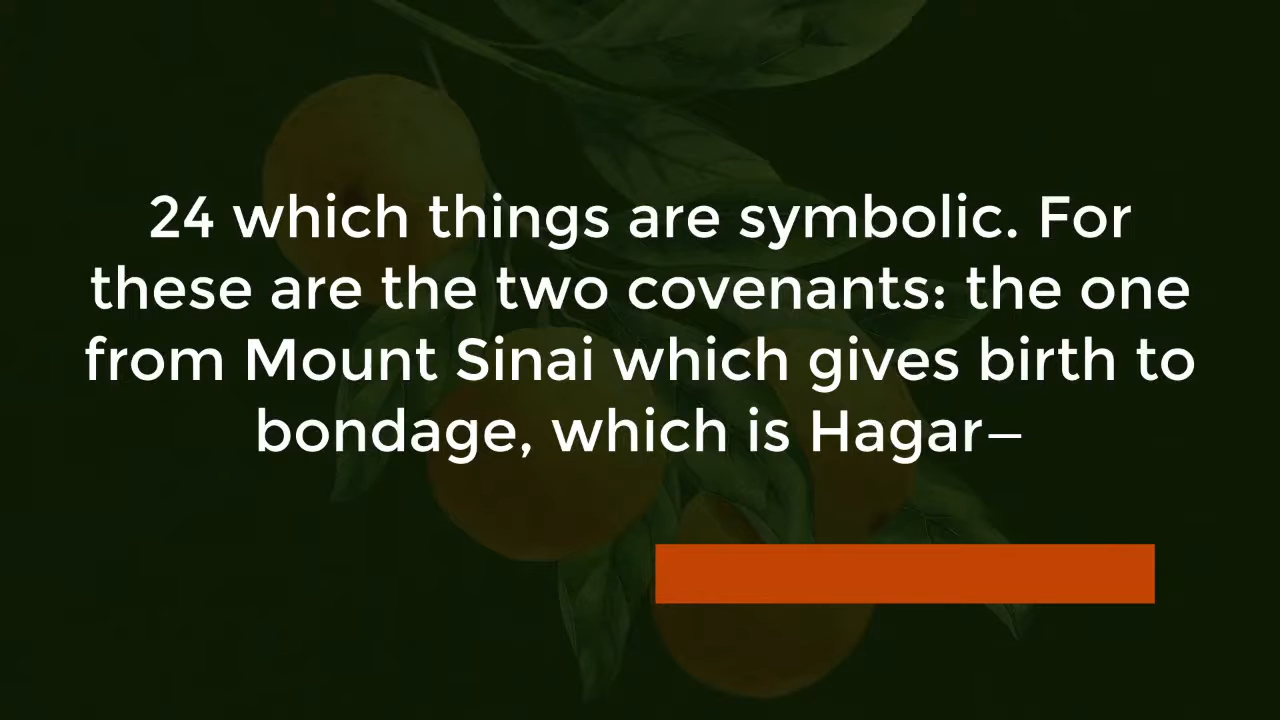 24 which things are symbolic. For
these are the two covenants: the one
from Mount Sinai which gives birth to
bondage, which is Hagar—